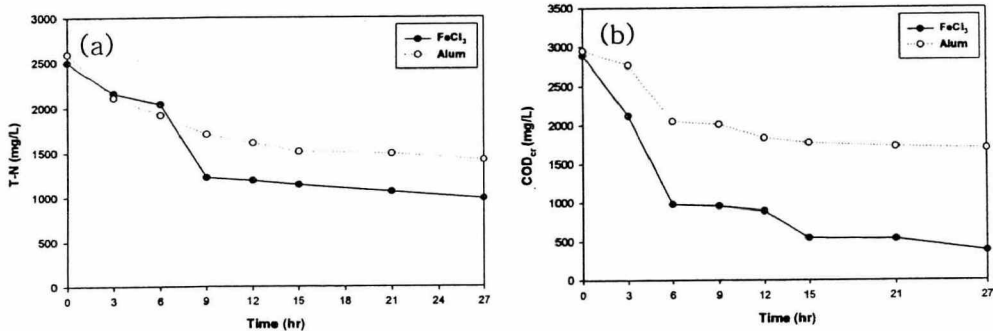 (a)
FeCl3
Alum
3000
2500
2000
1500
1000
500
0
T-N (mg/L)
0 3 6 9 12 15 18 21 24 27
Time (hr)
(b)
FeCl3
Alum
3500
3000
2500
2000
1500
1000
500
0
CODcr (mg/L)
0 3 6 9 12 15 21 27
Time (hr)